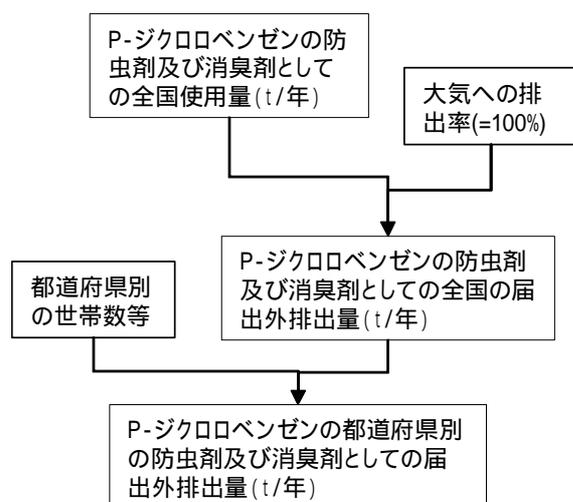 P-ジクロロベンゼンの防
虫剤及び消臭剤として
の全国使用量(t/年)
大気への排
出率(=100%)
P-ジクロロベンゼンの防虫剤
及び消臭剤としての全国の届
出外排出量(t/年)
都道府県別
の世帯数等
P-ジクロロベンゼンの都道府県別
の防虫剤及び消臭剤としての届
出外排出量(t/年)